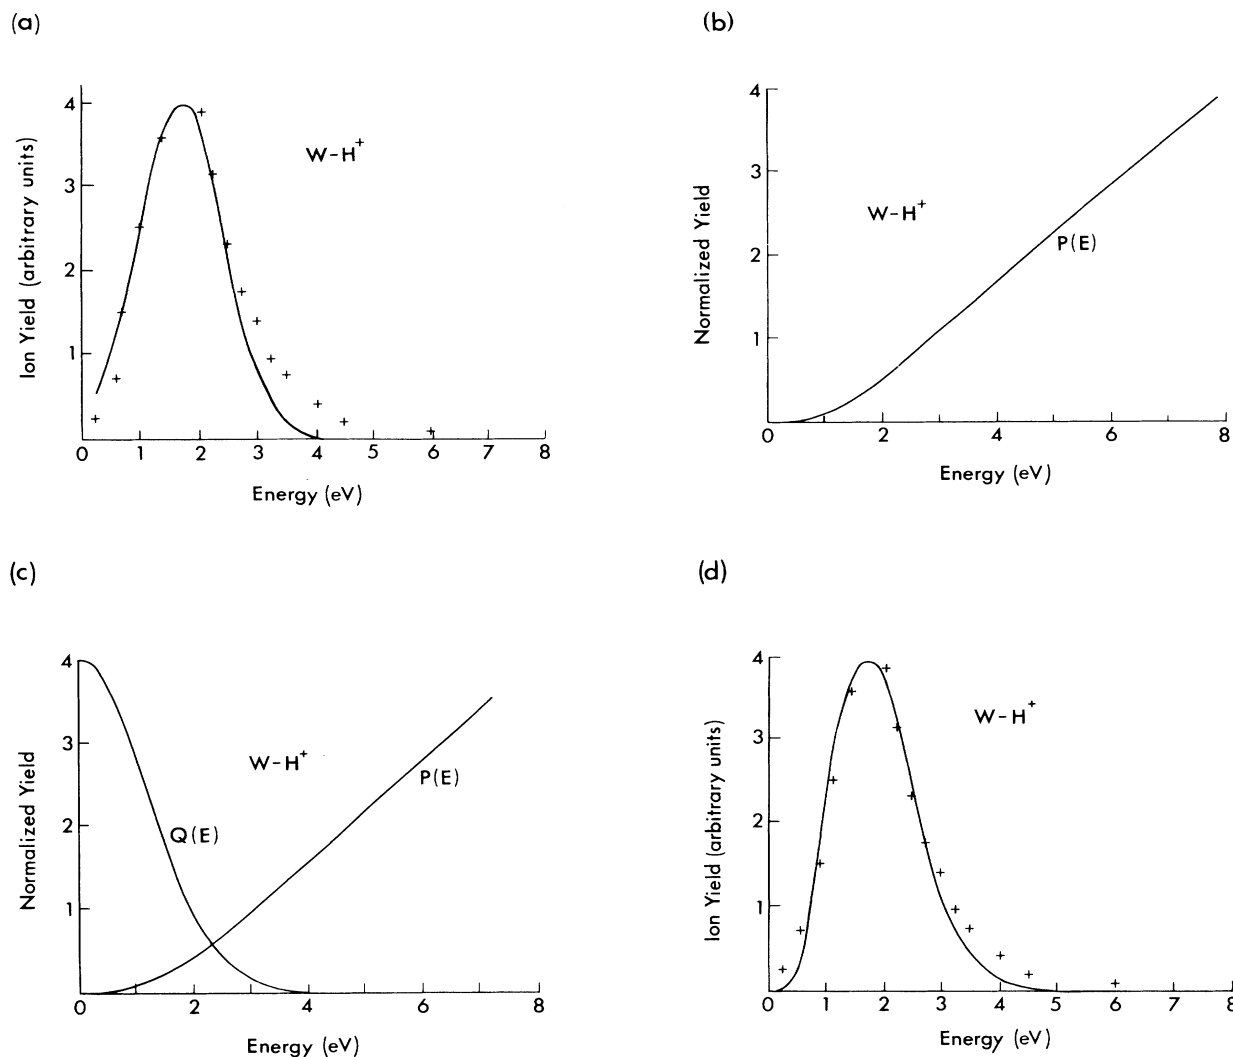 (a)
Ion Yield (arbitrary units)
4
3
2
1
W-H⁺
0 1 2 3 4 5 6 7 8
Energy (eV)
(b)
Normalized Yield
4
3
2
1
W-H⁺
P(E)
0 2 4 6 8
Energy (eV)
(c)
Normalized Yield
4
3
2
1
W-H⁺
Q(E)
P(E)
0 2 4 6 8
Energy (eV)
(d)
Ion Yield (arbitrary units)
4
3
2
1
W-H⁺
0 1 2 3 4 5 6 7 8
Energy (eV)